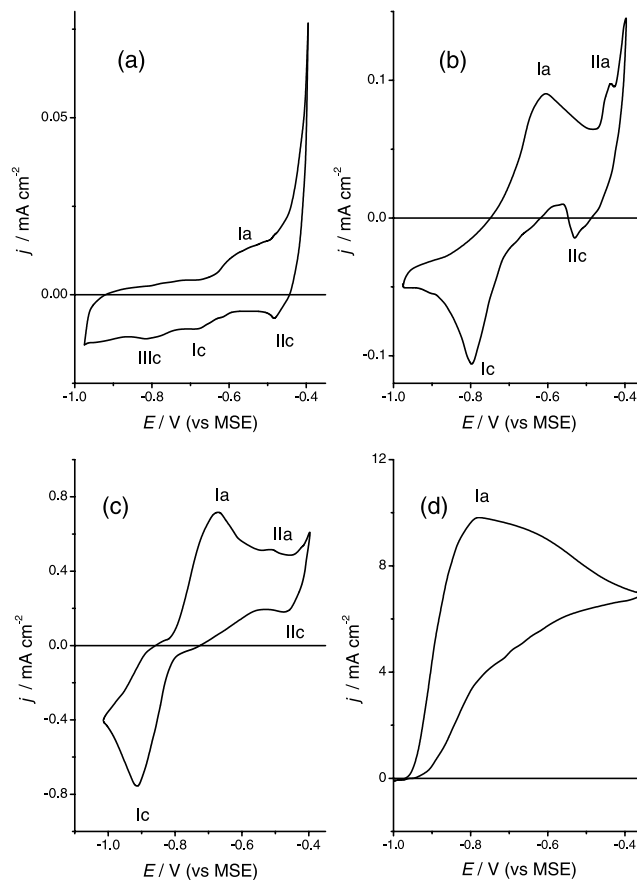 (a)
j / mA cm⁻²
0.05
0.00
Ia
IIIc
Ic
IIc
-1.0
-0.8
-0.6
-0.4
E / V (vs MSE)
(b)
j / mA cm⁻²
0.1
0.0
-0.1
Ia
IIa
IIc
Ic
-1.0
-0.8
-0.6
-0.4
E / V (vs MSE)
(c)
j / mA cm⁻²
0.8
0.4
0.0
-0.4
-0.8
Ia
IIa
IIc
Ic
-1.0
-0.8
-0.6
-0.4
E / V (vs MSE)
(d)
j / mA cm⁻²
12
8
4
0
Ia
-1.0
-0.8
-0.6
-0.4
E / V (vs MSE)